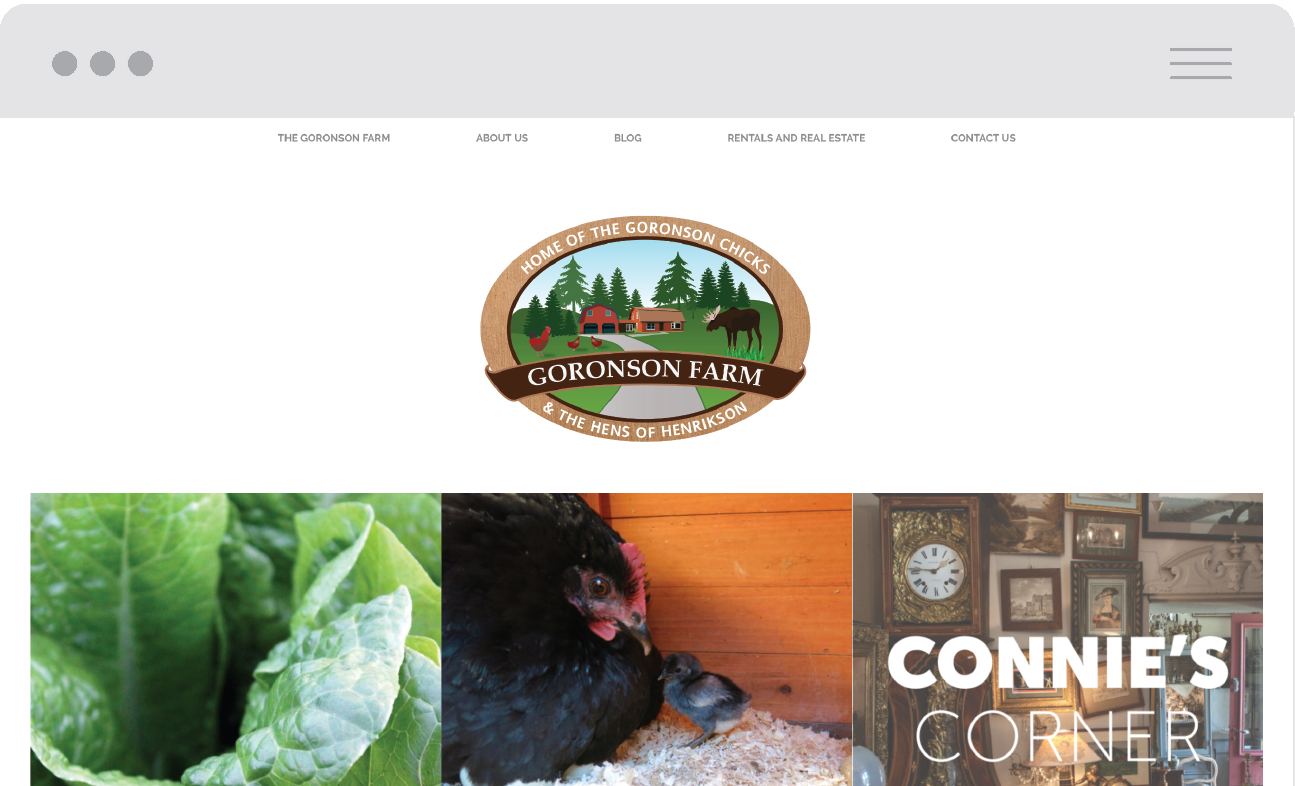 THE GORONSON FARM ABOUT US BLOG RENTALS AND REAL ESTATE CONTACT US
HOME OF THE GORONSON CHICKS
GORONSON FARM
& THE HENS OF HENRIKSON
CONNIE'S
CORNER